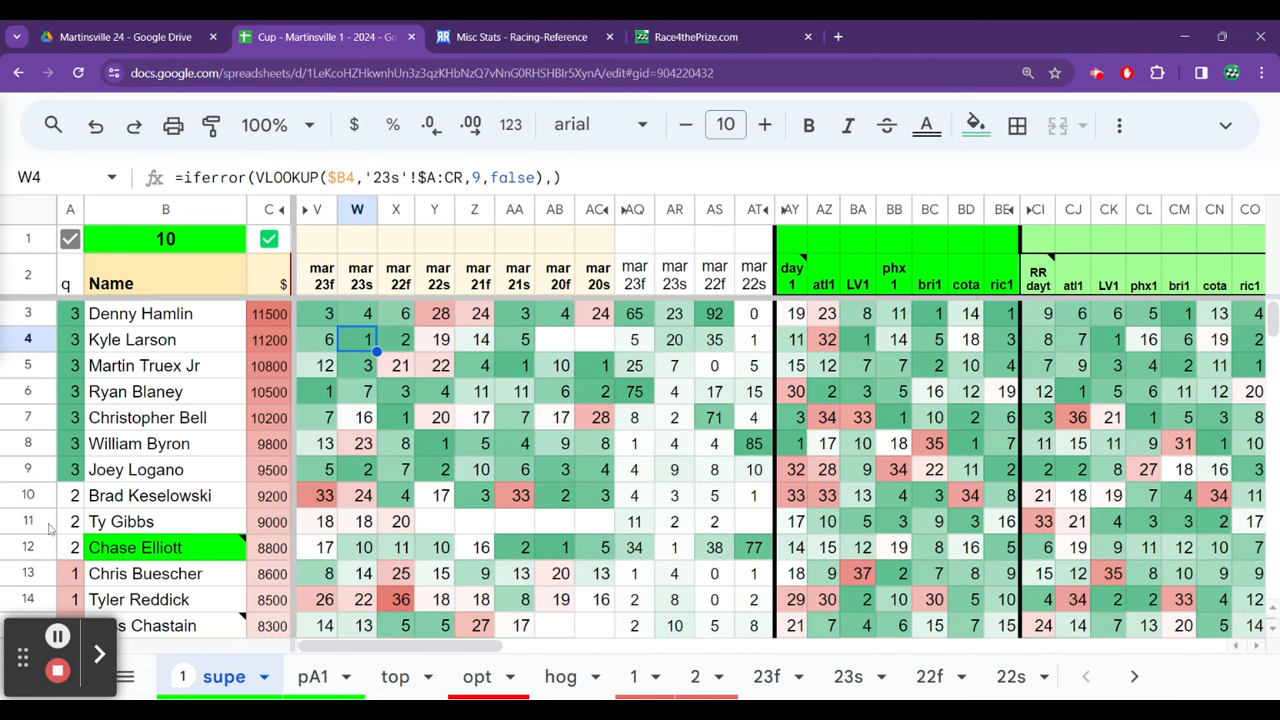 Martinsville 24 - Google Drive
Cup - Martinsville 1 - 2024 - Go
Misc Stats - Racing-Reference
Race4thePrize.com
docs.google.com/spreadsheets/d/1LeKcoHZHkwnhUn3z3qzKHbNzQ7vNnG0RHSHBIr5XynA/edit#gid=904220432
100% $ % .0 .00 123 arial 10 B I S A
W4 fx =iferror(VLOOKUP($B4,'23s'!$A:CR,9,false),)
A B C V W X Y Z AA AB AC AQ AR AS AT AY AZ BA BB BC BD BE CI CJ CK CL CM CN CO
1 10
2 q Name $ mar 23f mar 23s mar 22f mar 22s mar 21f mar 21s mar 20f mar 20s mar 23f mar 23s mar 22f mar 22s day 1 atl1 LV1 phx 1 bri1 cota ric1 RR dayt atl1 LV1 phx1 bri1 cota ric1
3 3 Denny Hamlin 11500 3 4 6 28 24 3 4 24 65 23 92 0 19 23 8 11 1 14 1 9 6 6 5 1 13 4
4 3 Kyle Larson 11200 6 1 2 19 14 5 5 20 35 1 11 32 1 14 5 18 3 8 7 1 16 6 19 2
5 3 Martin Truex Jr 10800 12 3 21 22 4 1 10 1 25 7 0 5 15 12 7 7 2 10 4 7 9 3 4 2 11 1
6 3 Ryan Blaney 10500 1 7 3 4 11 11 6 2 75 4 17 15 30 2 3 5 16 12 19 12 1 5 6 11 12 20
7 3 Christopher Bell 10200 7 16 1 20 17 7 17 28 8 2 71 4 3 34 33 1 10 2 6 3 36 21 1 5 3 8
8 3 William Byron 9800 13 23 8 1 5 4 9 8 1 4 4 85 1 17 10 18 35 1 7 11 15 11 9 31 1 10
9 3 Joey Logano 9500 5 2 7 2 10 6 3 4 4 9 8 10 32 28 9 34 22 11 2 2 2 8 27 18 16 3
10 2 Brad Keselowski 9200 33 24 4 17 3 33 2 3 4 3 5 1 33 33 13 4 3 34 8 21 18 19 7 4 34 11
11 2 Ty Gibbs 9000 18 18 20 11 2 2 17 10 5 3 9 3 16 33 21 4 3 3 2 17
12 2 Chase Elliott 8800 17 10 11 10 16 2 1 5 34 1 38 77 14 15 12 19 8 16 5 6 19 9 11 12 10 7
13 1 Chris Buescher 8600 8 14 25 15 9 13 20 13 1 4 0 1 18 9 37 2 7 8 9 15 12 35 8 10 9 9
14 1 Tyler Reddick 8500 26 22 36 18 18 8 19 16 2 8 0 2 29 30 2 10 30 5 10 4 34 2 2 33 4 12
ss Chastain 8300 14 13 5 5 27 17 2 10 5 8 21 7 4 6 15 7 15 24 14 7 13 20 5 14
1 supe pA1 top opt hog 1 2 23f 23s 22f 22s